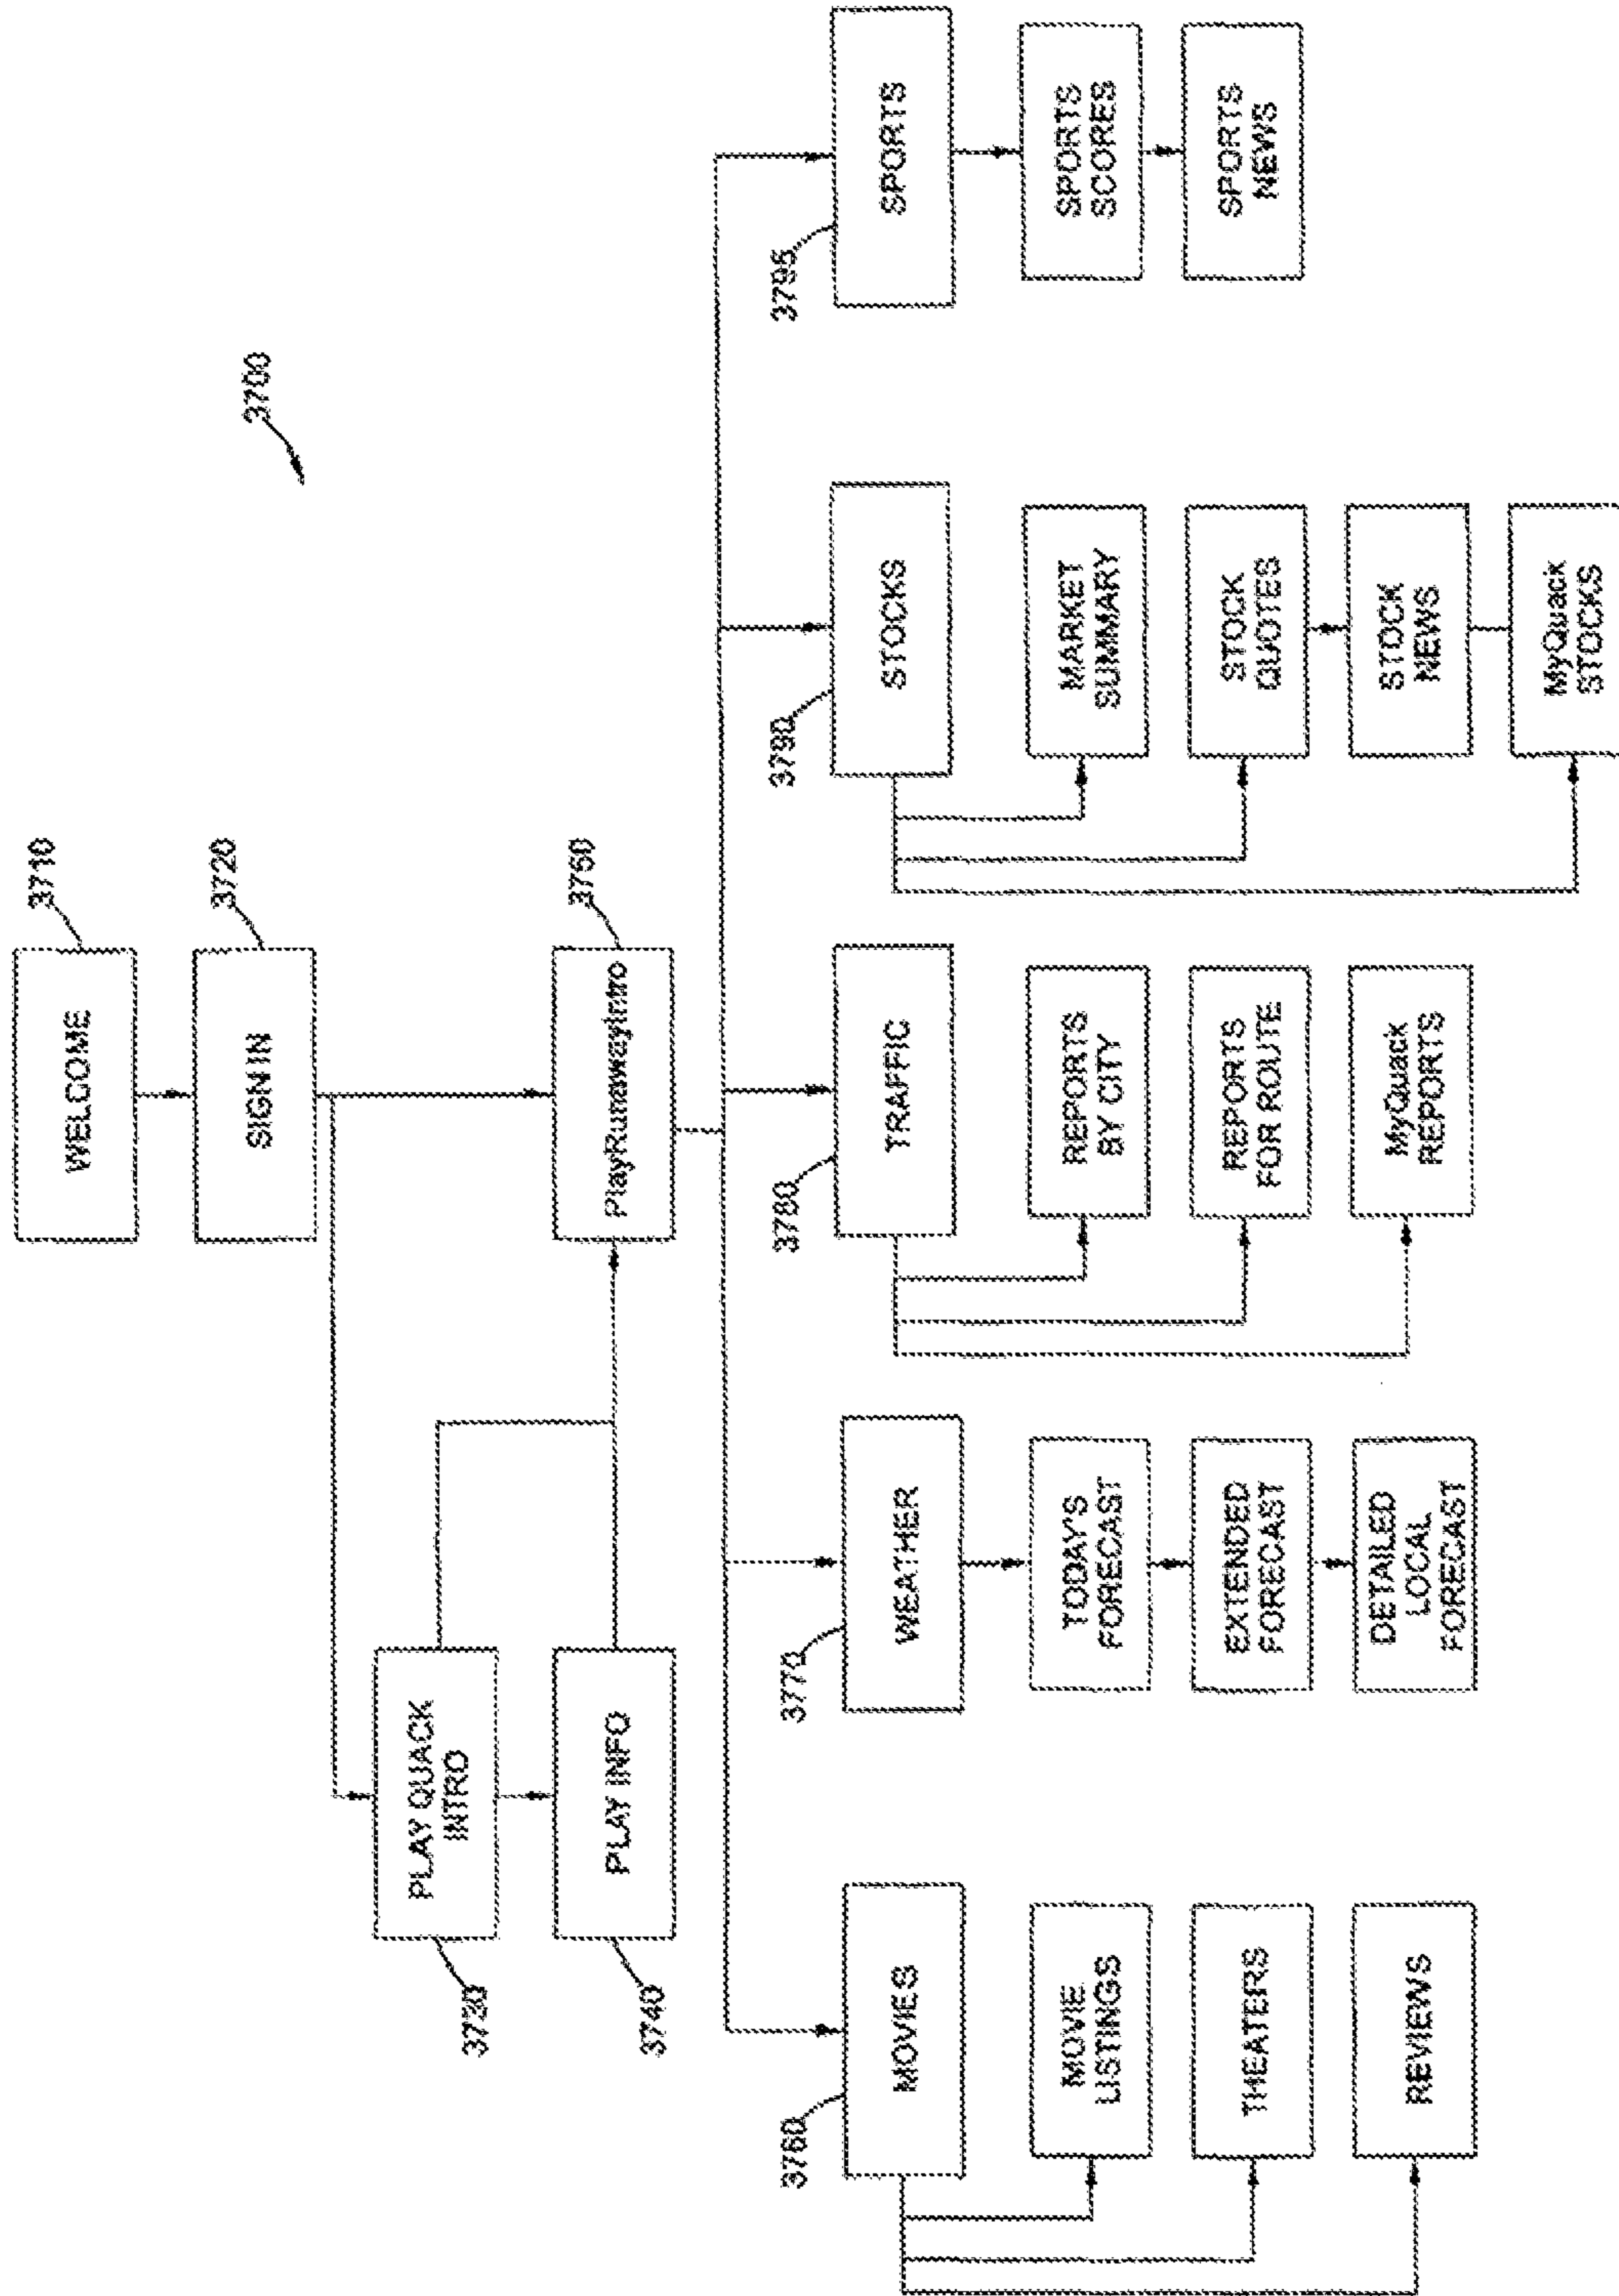 WELCOME
3710
3700
SIGN IN
3720
PLAY QUACK
INTRO
3730
PLAY INFO
3740
PlayRunawayIntro
3750
3760
MOVIES
MOVIE
LISTINGS
THEATERS
REVIEWS
3770
WEATHER
TODAY'S
FORECAST
EXTENDED
FORECAST
DETAILED
LOCAL
FORECAST
3780
TRAFFIC
REPORTS
BY CITY
REPORTS
FOR ROUTE
MyQuack
REPORTS
3790
STOCKS
MARKET
SUMMARY
STOCK
QUOTES
STOCK
NEWS
MyQuack
STOCKS
3795
SPORTS
SPORTS
SCORES
SPORTS
NEWS